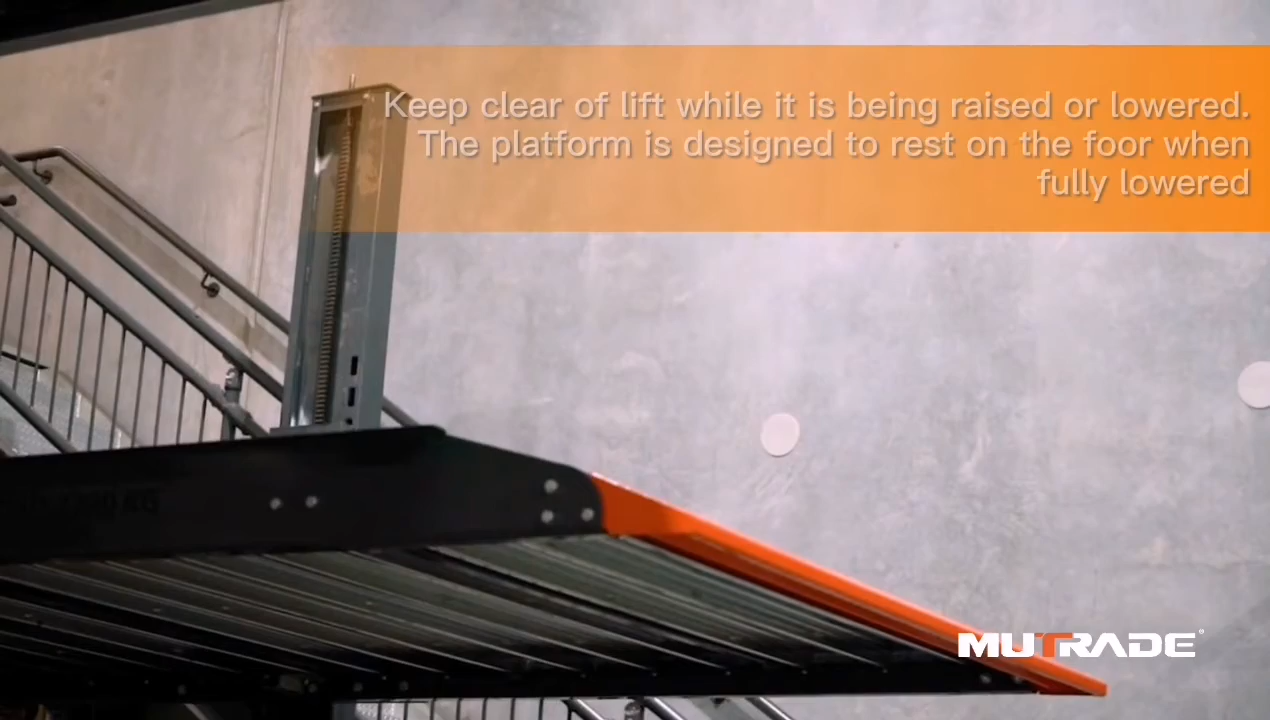 Keep clear of lift while it is being raised or lowered.
The platform is designed to rest on the foor when
fully lowered
MUTRADE®